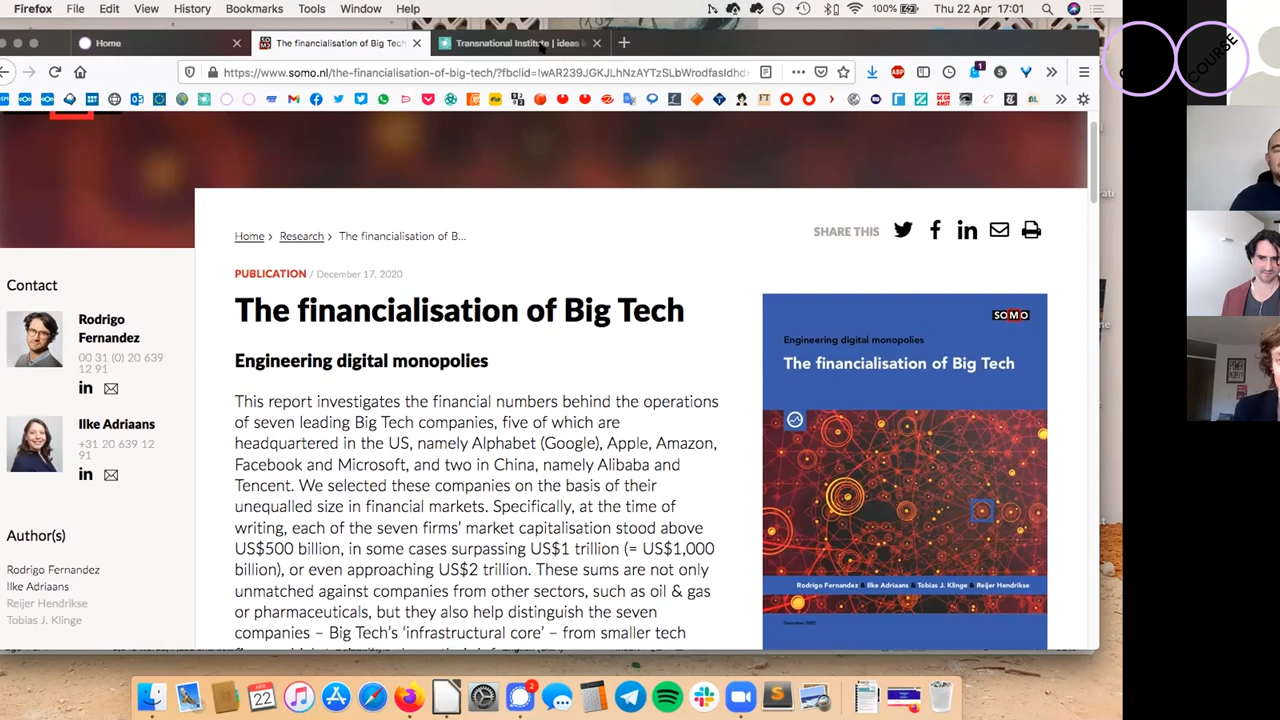 Firefox File Edit View History Bookmarks Tools Window Help 100% Thu 22 Apr 17:01
Home The financialisation of Big Tech Transnational Institute | ideas i
https://www.somo.nl/the-financialisation-of-big-tech/?fbclid=IwAR239JGKJLhNzAYTzSLbWrodfasIdhd
COURSE
Home > Research > The financialisation of B...
SHARE THIS
PUBLICATION / December 17, 2020
The financialisation of Big Tech
Engineering digital monopolies
This report investigates the financial numbers behind the operations
of seven leading Big Tech companies, five of which are
headquartered in the US, namely Alphabet (Google), Apple, Amazon,
Facebook and Microsoft, and two in China, namely Alibaba and
Tencent. We selected these companies on the basis of their
unequalled size in financial markets. Specifically, at the time of
writing, each of the seven firms' market capitalisation stood above
US$500 billion, in some cases surpassing US$1 trillion (= US$1,000
billion), or even approaching US$2 trillion. These sums are not only
unmatched against companies from other sectors, such as oil & gas
or pharmaceuticals, but they also help distinguish the seven
companies – Big Tech's 'infrastructural core' – from smaller tech
Contact
Rodrigo
Fernandez
00 31 (0) 20 639
12 91
Ilke Adriaans
+31 20 639 12
91
Author(s)
Rodrigo Fernandez
Ilke Adriaans
Reijer Hendrikse
Tobias J. Klinge
SOMO
Engineering digital monopolies
The financialisation of Big Tech
Rodrigo Fernandez & Ilke Adriaans & Tobias J. Klinge & Reijer Hendrikse
December 2020